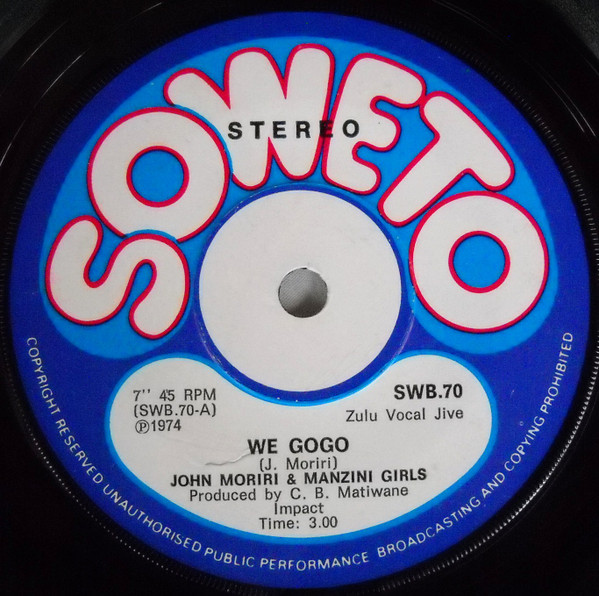 SOWETO
STEREO
7'' 45 RPM
(SWB.70-A)
℗1974
SWB.70
Zulu Vocal Jive
WE GOGO
(J. Moriri)
JOHN MORIRI & MANZINI GIRLS
Produced by C. B. Matiwane
Impact
Time: 3.00
COPYRIGHT RESERVED UNAUTHORISED PUBLIC PERFORMANCE BROADCASTING AND COPYING PROHIBITED